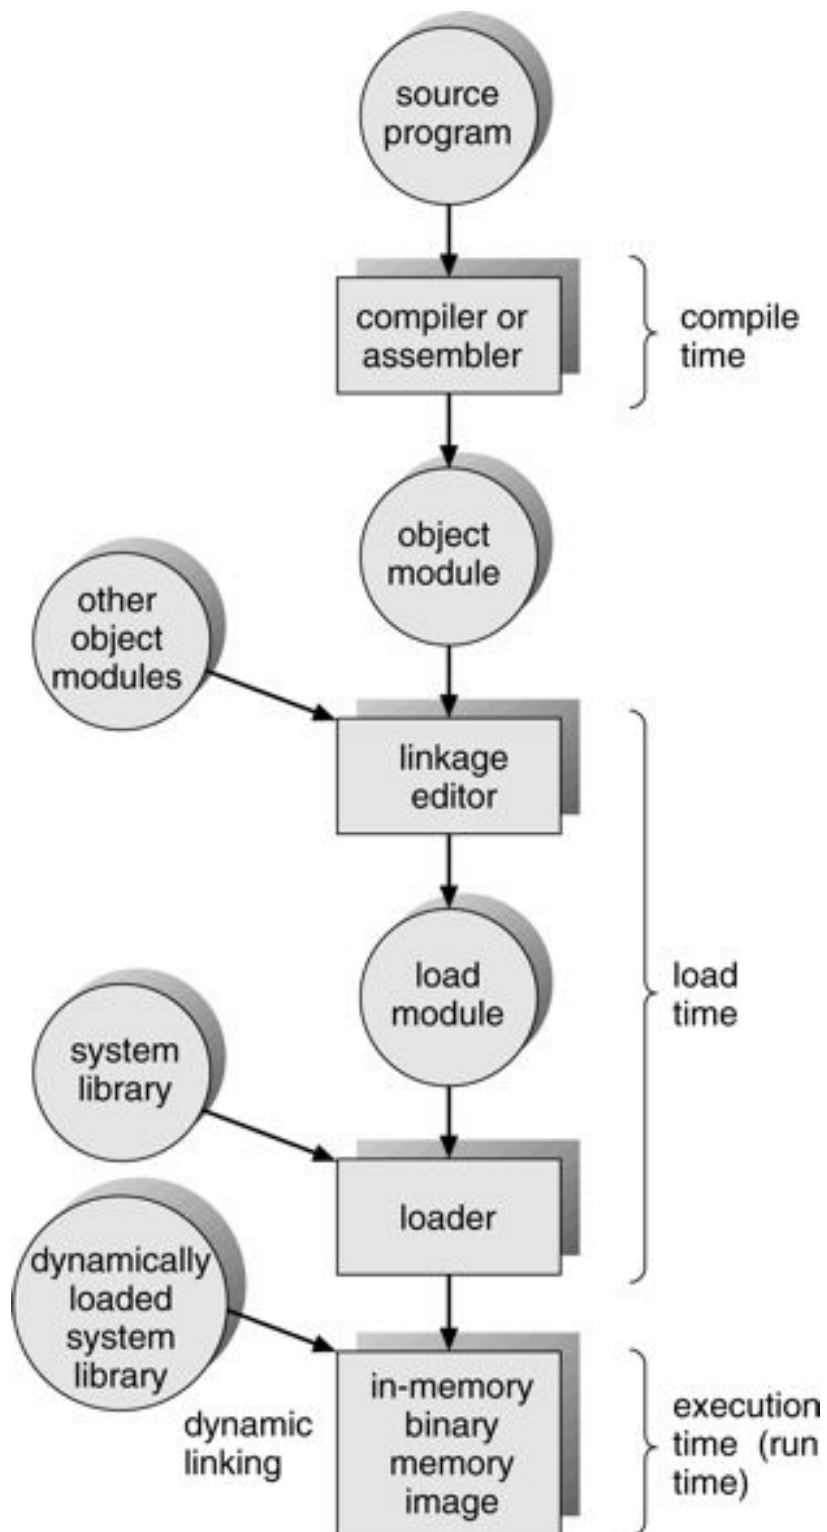 source
program
compiler or
assembler
compile
time
object
module
other
object
modules
linkage
editor
load
module
load
time
system
library
loader
dynamically
loaded
system
library
dynamic
linking
in-memory
binary
memory
image
execution
time (run
time)